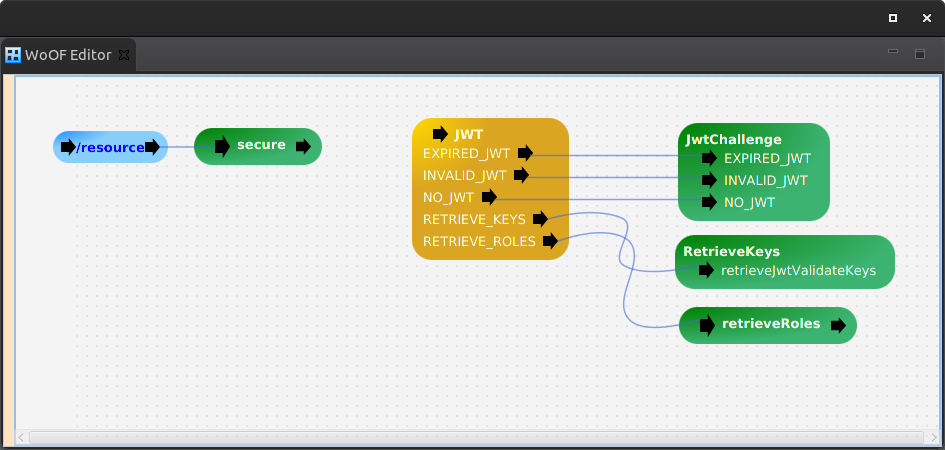 WoOF Editor
/resource
secure
JWT
EXPIRED_JWT
INVALID_JWT
NO_JWT
RETRIEVE_KEYS
RETRIEVE_ROLES
JwtChallenge
EXPIRED_JWT
INVALID_JWT
NO_JWT
RetrieveKeys
retrieveJwtValidateKeys
retrieveRoles